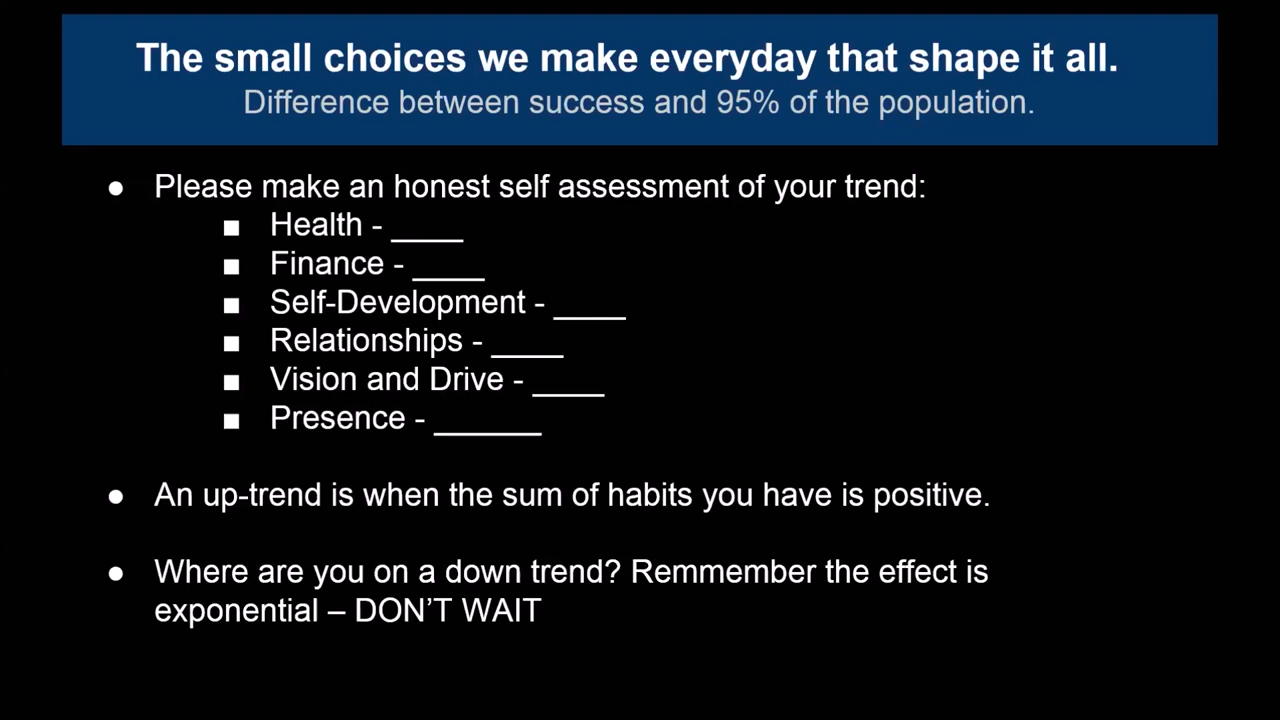 The small choices we make everyday that shape it all.
Difference between success and 95% of the population.
● Please make an honest self assessment of your trend:
■ Health - ____
■ Finance - ____
■ Self-Development - ____
■ Relationships - ____
■ Vision and Drive - ____
■ Presence - ______
● An up-trend is when the sum of habits you have is positive.
● Where are you on a down trend? Remmember the effect is
exponential – DON’T WAIT